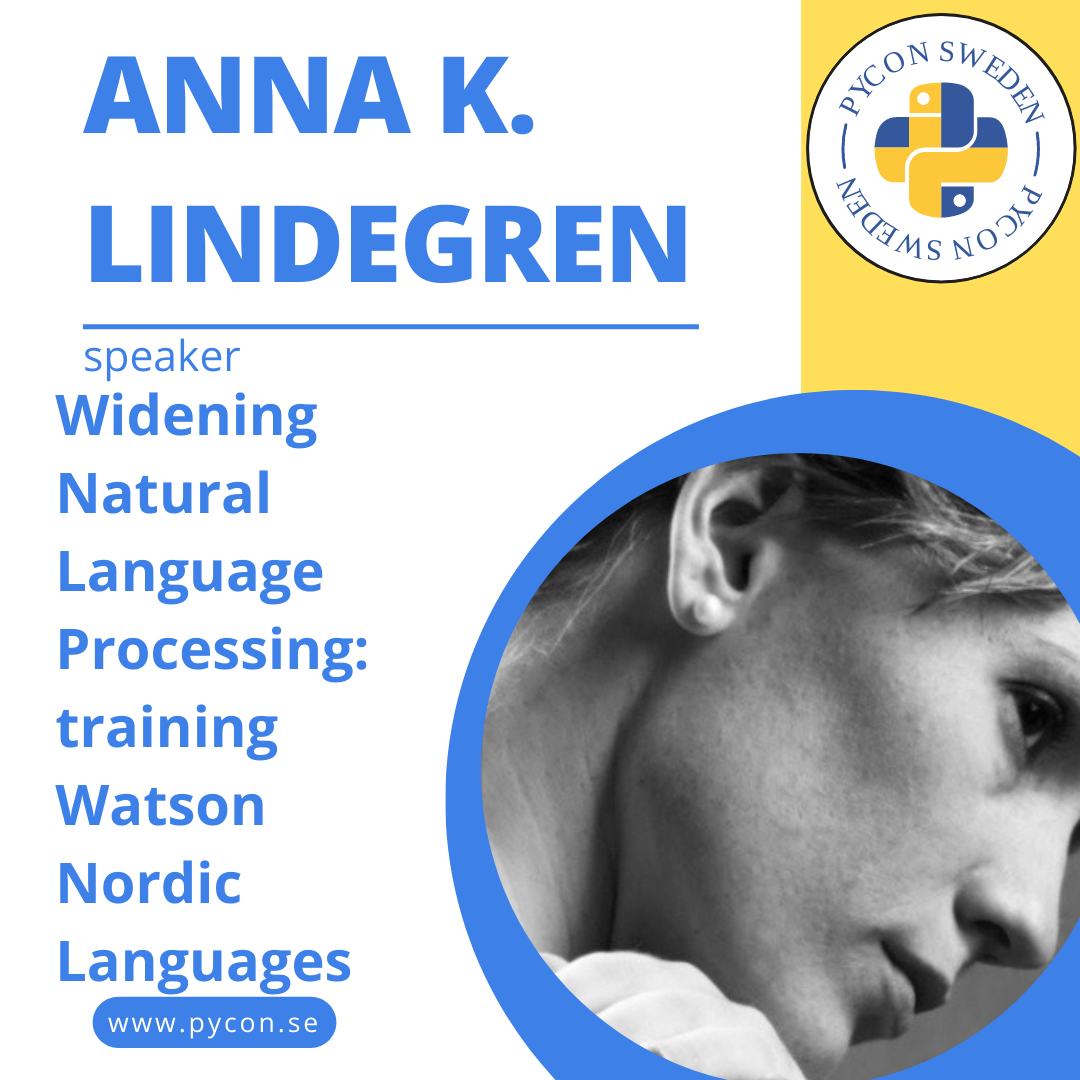 ANNA K.
LINDEGREN
PYCON SWEDEN
PYCON SWEDEN
speaker
Widening
Natural
Language
Processing:
training
Watson
Nordic
Languages
www.pycon.se